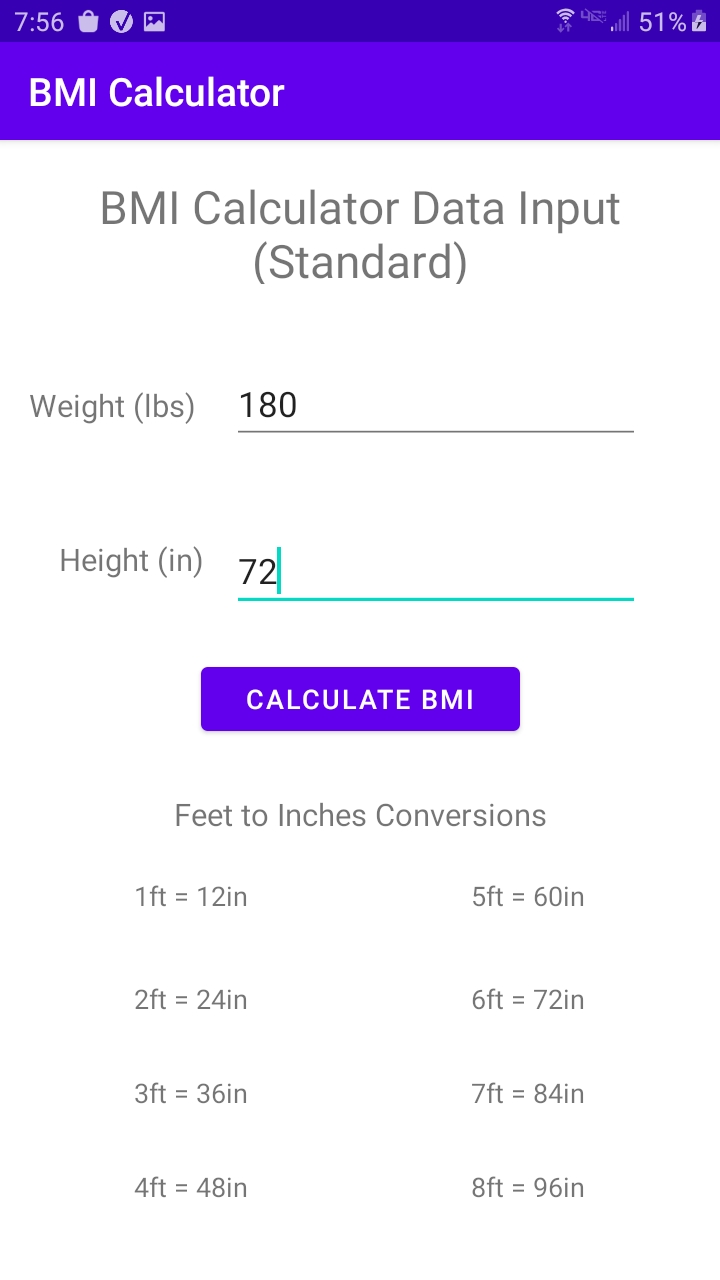 7:56 51%
BMI Calculator
BMI Calculator Data Input
(Standard)
Weight (lbs) 180
Height (in) 72
CALCULATE BMI
Feet to Inches Conversions
1ft = 12in 5ft = 60in
2ft = 24in 6ft = 72in
3ft = 36in 7ft = 84in
4ft = 48in 8ft = 96in